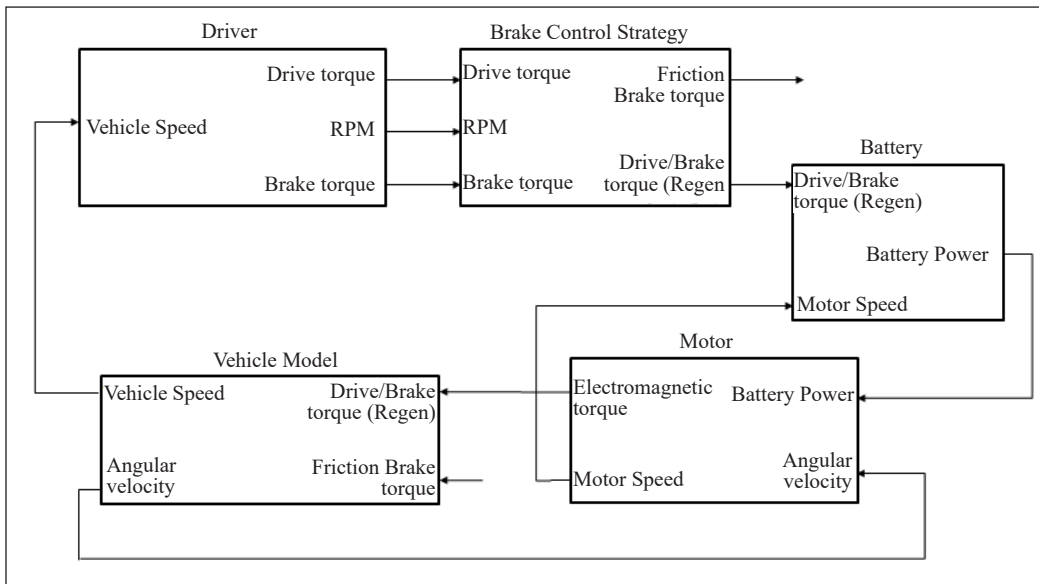 Driver
Drive torque
Vehicle Speed
RPM
Brake torque
Brake Control Strategy
Drive torque
Friction
Brake torque
RPM
Drive/Brake
torque (Regen
Brake torque
Battery
Drive/Brake
torque (Regen)
Battery Power
Motor Speed
Vehicle Model
Vehicle Speed
Drive/Brake
torque (Regen)
Angular
velocity
Friction Brake
torque
Motor
Electromagnetic
torque
Battery Power
Motor Speed
Angular
velocity